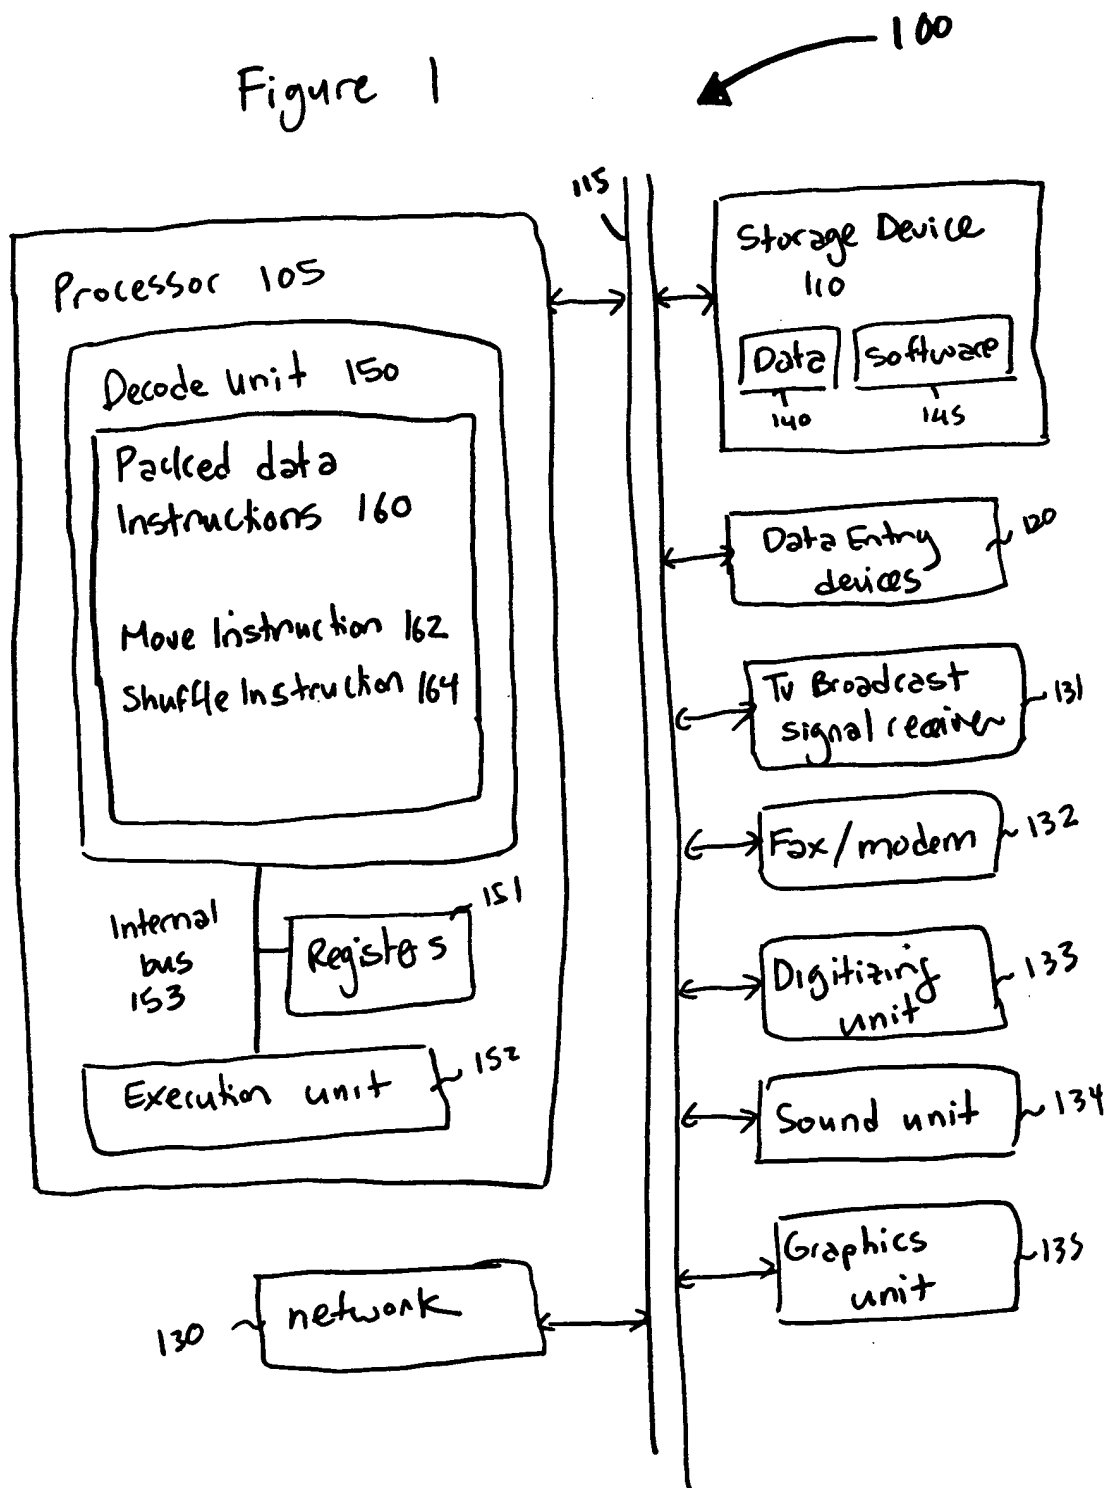 100
Figure 1
115
Processor 105
Decode unit 150
Packed data
Instructions 160
Move Instruction 162
Shuffle Instruction 164
Internal
bus
153
Registers
151
Execution unit
152
network
130
Storage Device
110
Data
140
Software
145
Data Entry
devices
120
TV Broadcast
signal receiver
131
Fax/modem
132
Digitizing
unit
133
Sound unit
134
Graphics
unit
135